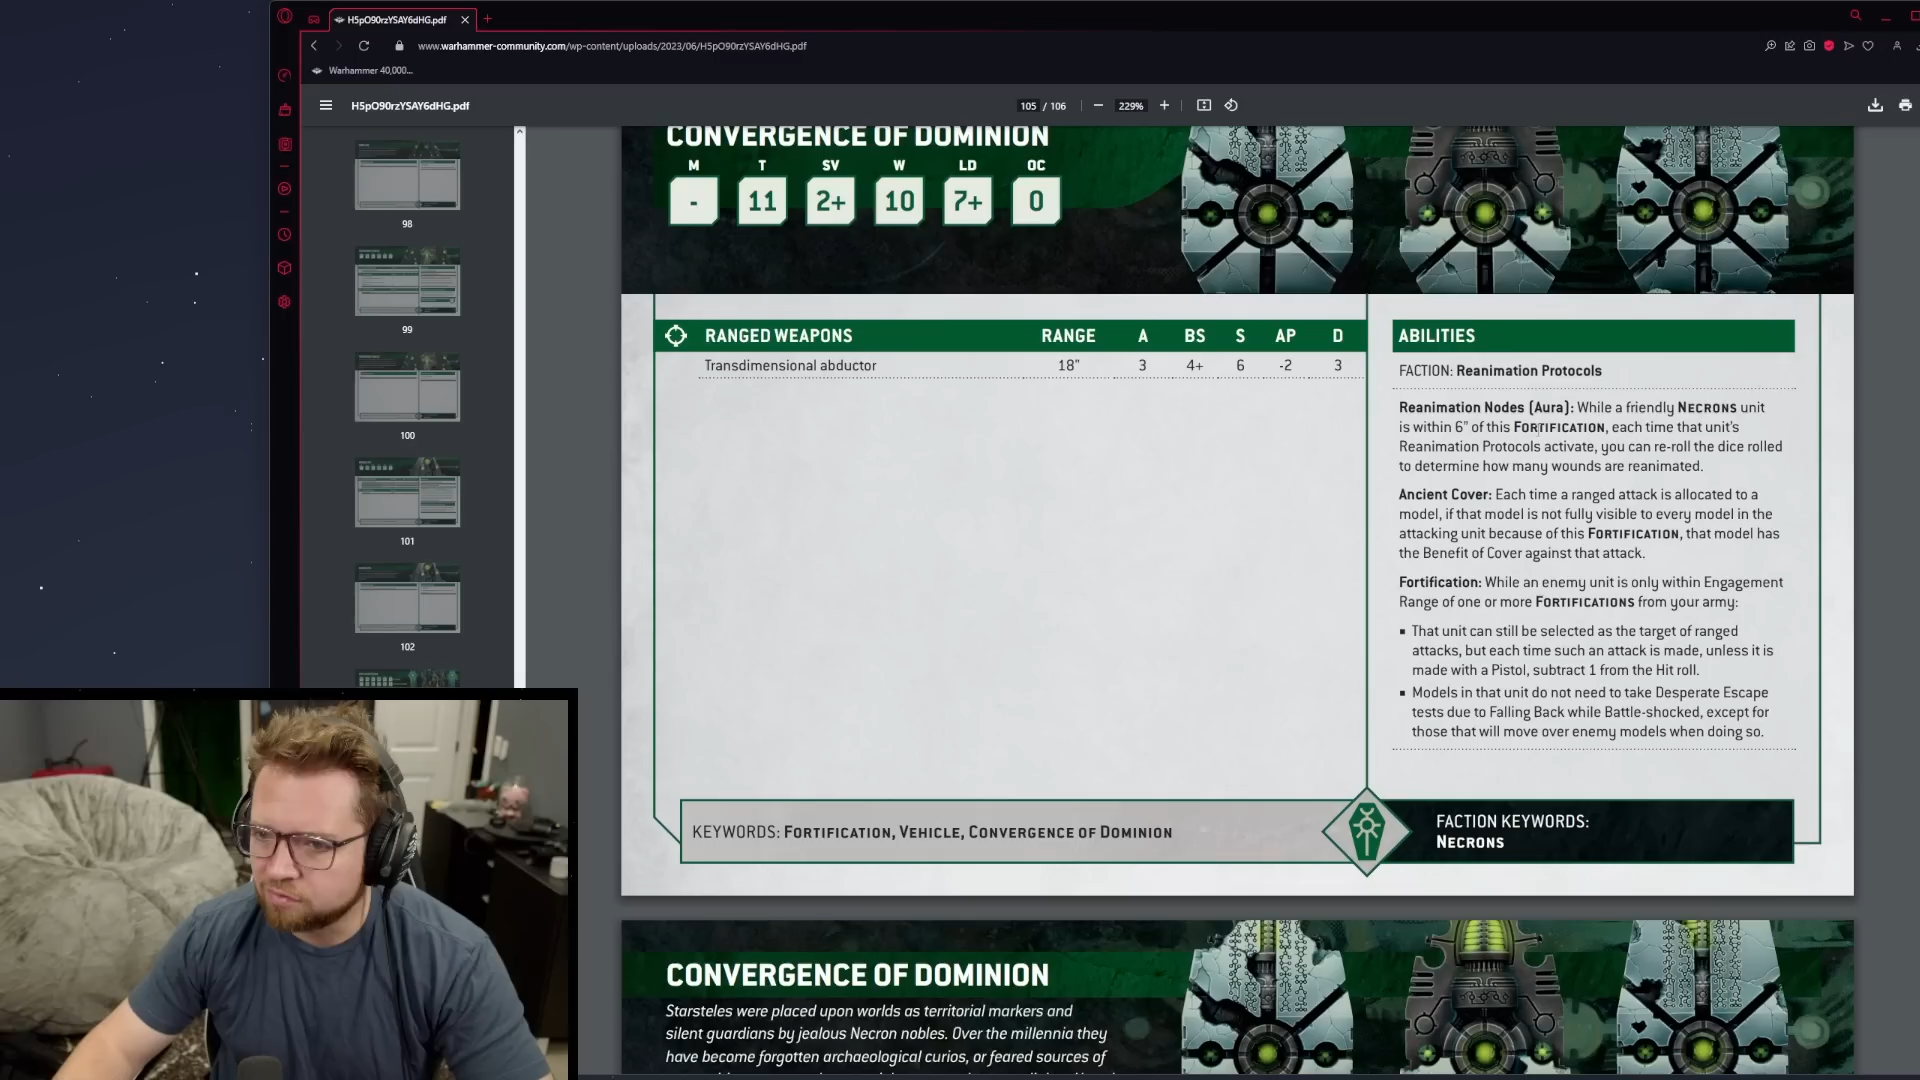 H5pO90rzYSAY6dHG.pdf
www.warhammer-community.com/wp-content/uploads/2023/06/H5pO90rzYSAY6dHG.pdf
Warhammer 40,000...
H5pO90rzYSAY6dHG.pdf
105 / 106
229%
98
99
100
101
102
CONVERGENCE OF DOMINION
M T SV W LD OC
- 11 2+ 10 7+ 0
RANGED WEAPONS RANGE A BS S AP D
Transdimensional abductor 18" 3 4+ 6 -2 3
ABILITIES
FACTION: Reanimation Protocols
Reanimation Nodes (Aura): While a friendly NECRONS unit
is within 6" of this FORTIFICATION, each time that unit's
Reanimation Protocols activate, you can re-roll the dice rolled
to determine how many wounds are reanimated.
Ancient Cover: Each time a ranged attack is allocated to a
model, if that model is not fully visible to every model in the
attacking unit because of this FORTIFICATION, that model has
the Benefit of Cover against that attack.
Fortification: While an enemy unit is only within Engagement
Range of one or more FORTIFICATIONS from your army:
▪ That unit can still be selected as the target of ranged
attacks, but each time such an attack is made, unless it is
made with a Pistol, subtract 1 from the Hit roll.
▪ Models in that unit do not need to take Desperate Escape
tests due to Falling Back while Battle-shocked, except for
those that will move over enemy models when doing so.
KEYWORDS: FORTIFICATION, VEHICLE, CONVERGENCE OF DOMINION
FACTION KEYWORDS:
NECRONS
CONVERGENCE OF DOMINION
Starsteles were placed upon worlds as territorial markers and
silent guardians by jealous Necron nobles. Over the millennia they
have become forgotten archaeological curios, or feared sources of